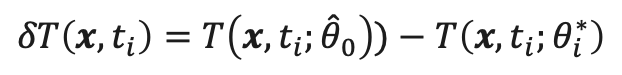 δT(𝒙, tᵢ) = T(𝒙, tᵢ; θ̂₀)) − T(𝒙, tᵢ; θᵢ*)